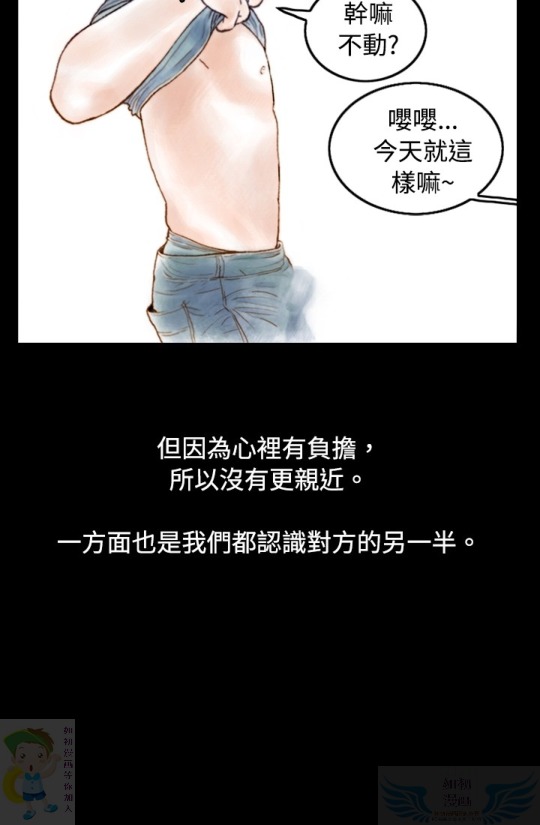 幹嘛
不動?
嚶嚶...
今天就這
樣嘛~
但因為心裡有負擔，
所以沒有更親近。
一方面也是我們都認識對方的另一半。